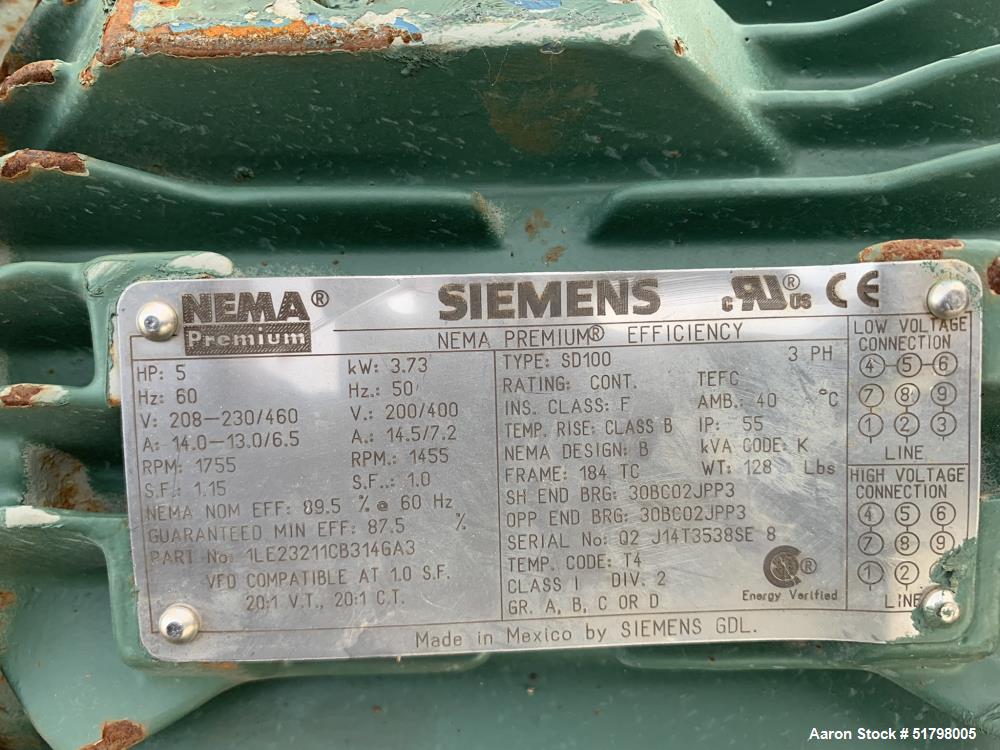 NEMA®
Premium
SIEMENS
c UR® US CE
NEMA PREMIUM® EFFICIENCY
HP: 5 kW: 3.73
Hz: 60 Hz.: 50
V: 208-230/460 V.: 200/400
A: 14.0-13.0/6.5 A.: 14.5/7.2
RPM: 1755 RPM.: 1455
S.F.: 1.15 S.F..: 1.0
NEMA NOM EFF: 89.5 % @ 60 Hz
GUARANTEED MIN EFF: 87.5 %
PART No: 1LE23211CB314GA3
VFD COMPATIBLE AT 1.0 S.F.
20:1 V.T., 20:1 C.T.
TYPE: SD100 3 PH
RATING: CONT. TEFC
INS. CLASS: F AMB.: 40 °C
TEMP. RISE: CLASS B IP: 55
NEMA DESIGN: B kVA CODE: K
FRAME: 184 TC WT: 128 Lbs
SH END BRG: 30BC02JPP3
OPP END BRG: 30BC02JPP3
SERIAL No: Q2 J14T3538SE 8
TEMP CODE: T4
CLASS I DIV. 2
GR. A, B, C OR D
®
Energy Verified
LOW VOLTAGE
CONNECTION
4-5-6
7 8 9
1 2 3
LINE
HIGH VOLTAGE
CONNECTION
4 5 6
7 8 9
1 2
LINE
Made in Mexico by SIEMENS GDL.
Aaron Stock # 51798005